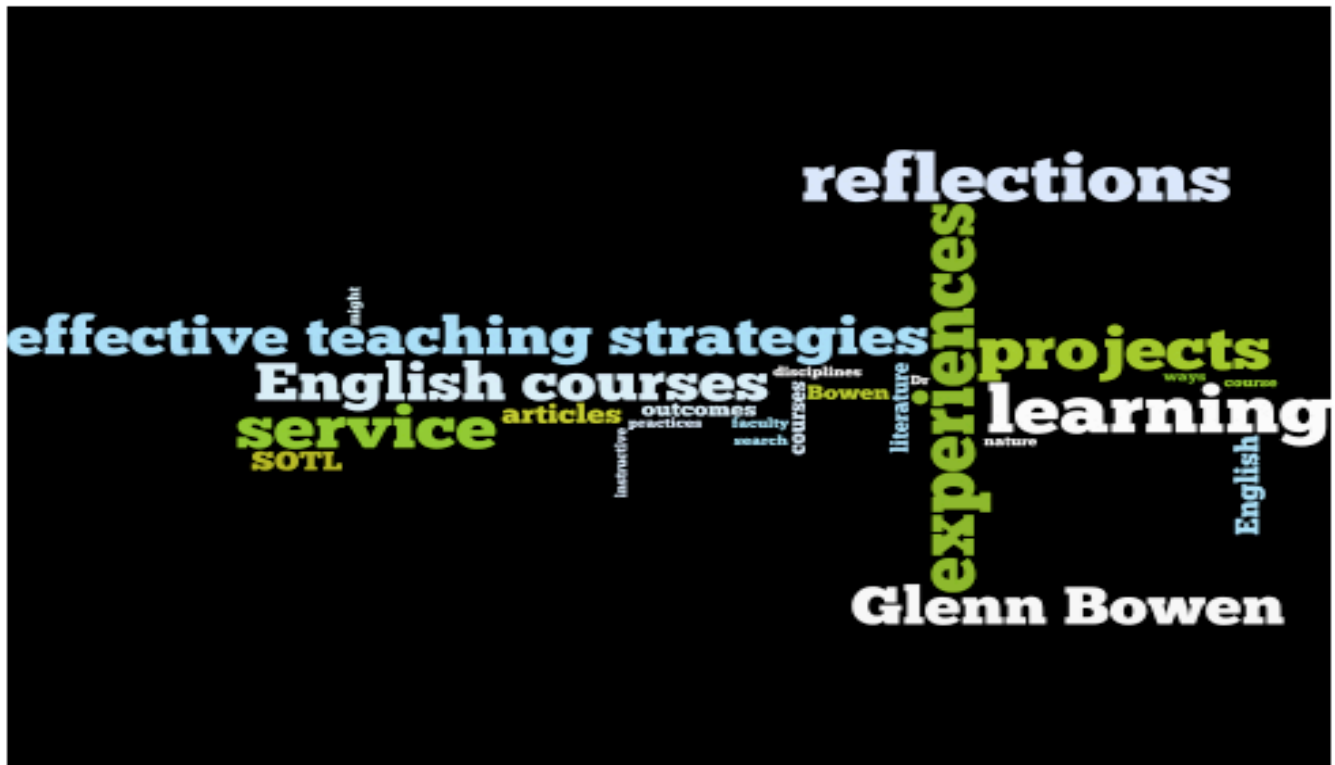 reflections
experiences
might
effective teaching strategies
projects
English courses
disciplines
literature
Dr
ways
course
service
articles
outcomes
courses
Bowen
learning
practices
faculty
search
nature
SOTL
Instructive
English
Glenn Bowen